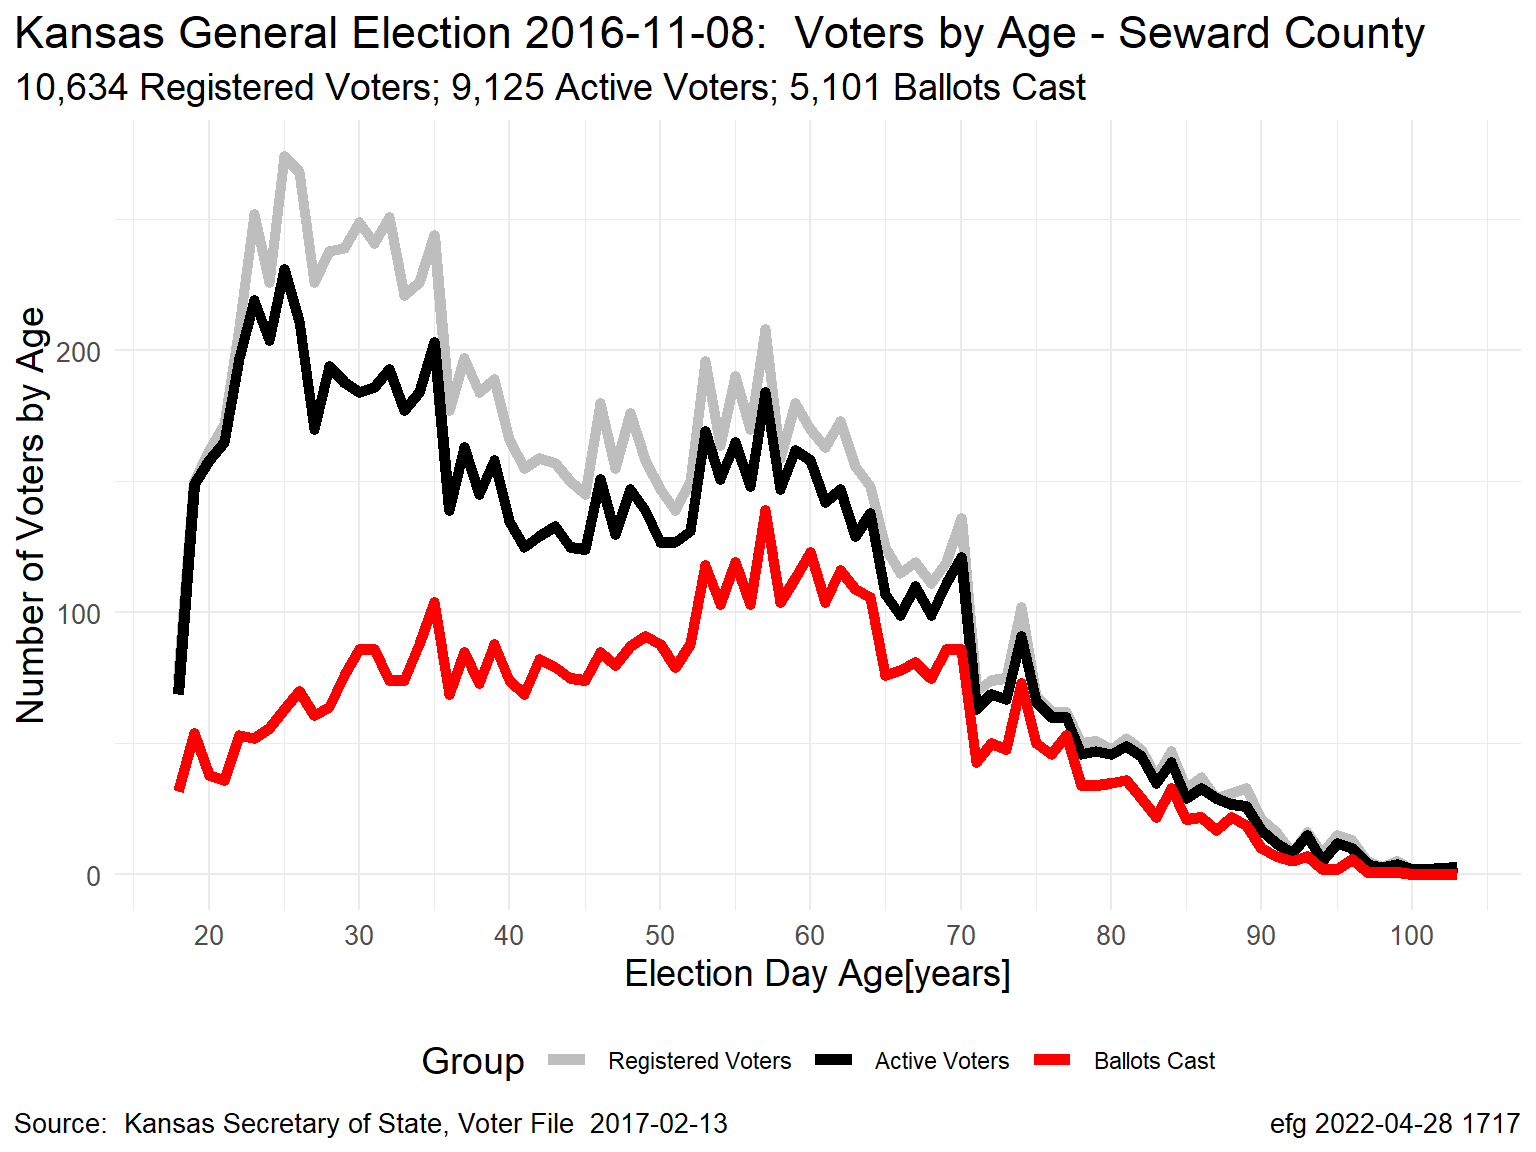 Kansas General Election 2016-11-08:  Voters by Age - Seward County
10,634 Registered Voters; 9,125 Active Voters; 5,101 Ballots Cast
Number of Voters by Age
200
100
0
20 30 40 50 60 70 80 90 100
Election Day Age[years]
Group Registered Voters Active Voters Ballots Cast
Source:  Kansas Secretary of State, Voter File  2017-02-13
efg 2022-04-28 1717